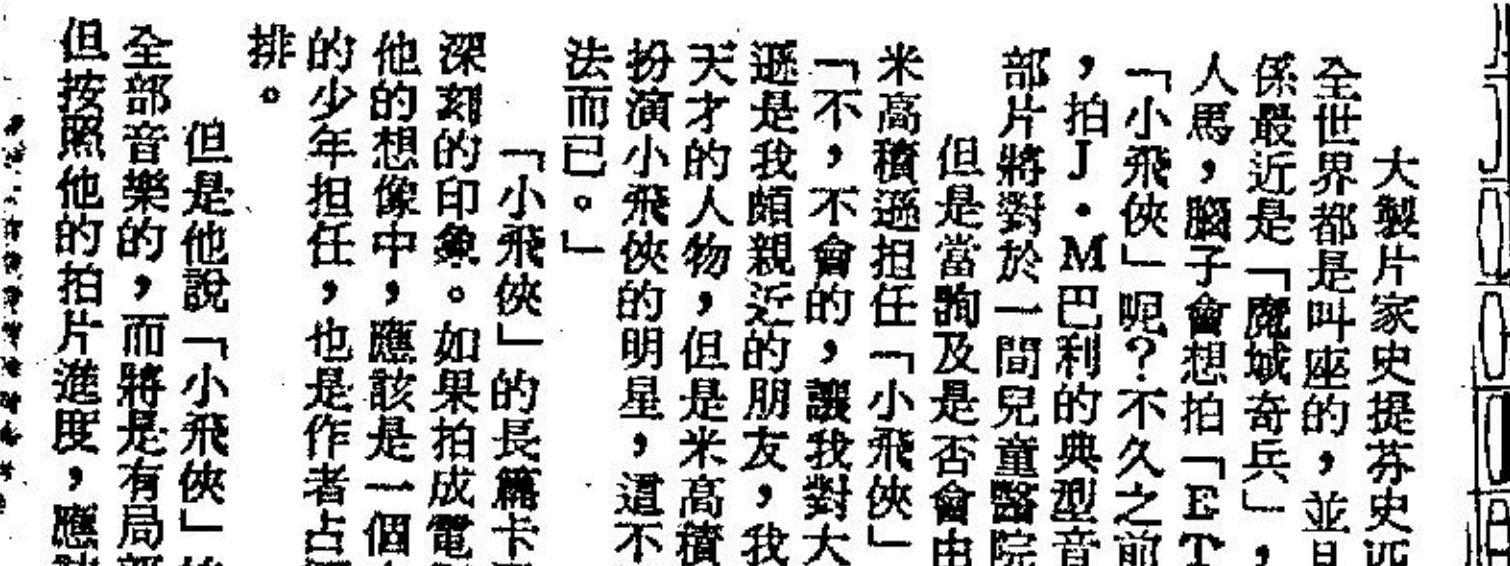 大製片家史提芬史匹
全世界都是叫座的，並且
係最近是「魔域奇兵」，
人馬，腦子會想拍「ET
「小飛俠」呢？不久之前
，拍J・M巴利的典型音
部片將對於一間兒童醫院
但是當詢及是否會由
米高積遜担任「小飛俠」
「不，不會的，讓我對大
遜是我頗親近的朋友，我
天才的人物，但是米高積
扮演小飛俠的明星，這不
法而已。」
「小飛俠」的長篇卡
深刻的印象。如果拍成電
他的想像中，應該是一個
的少年担任，也是作者占
排。
但是他說「小飛俠」
全部音樂的，而將是有局部
但按照他的拍片進度，應